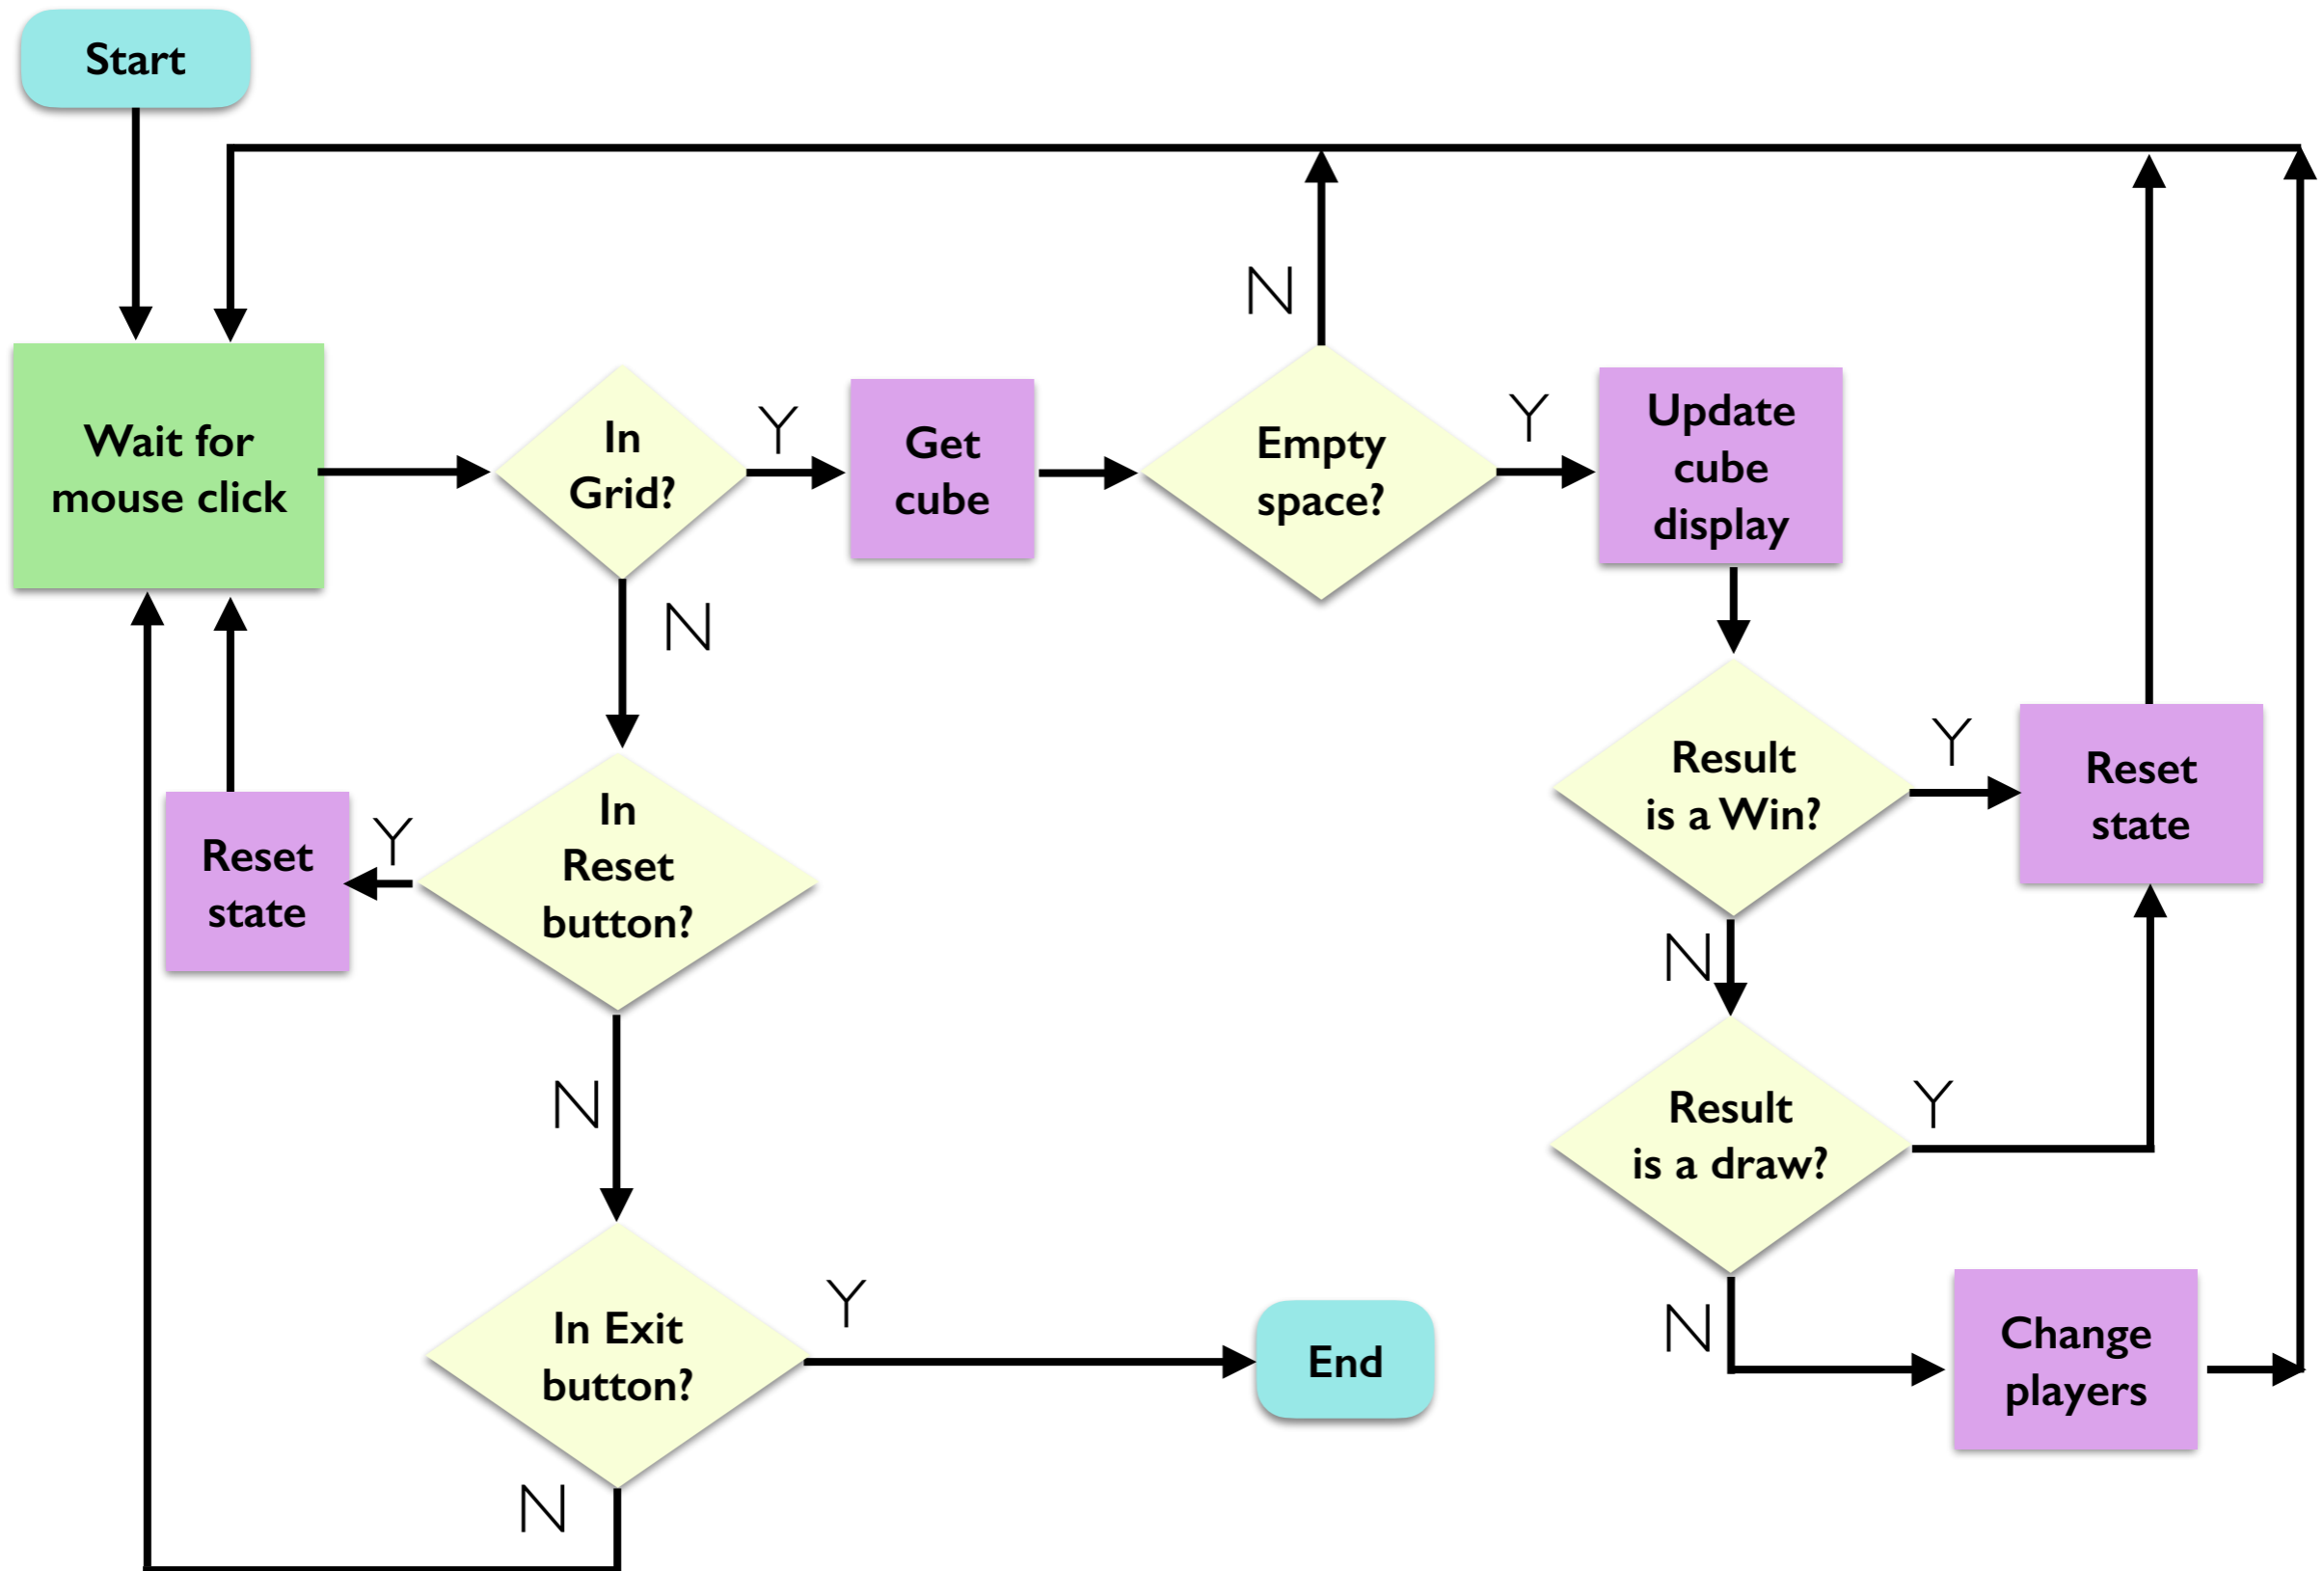 Start
N
Wait for
mouse click
In
Grid?
Y
Get
cube
Empty
space?
Y
Update
cube
display
N
Result
is a Win?
Y
Reset
state
In
Reset
button?
Y
Reset
state
N
Result
is a draw?
Y
N
In Exit
button?
Y
End
N
Change
players
N